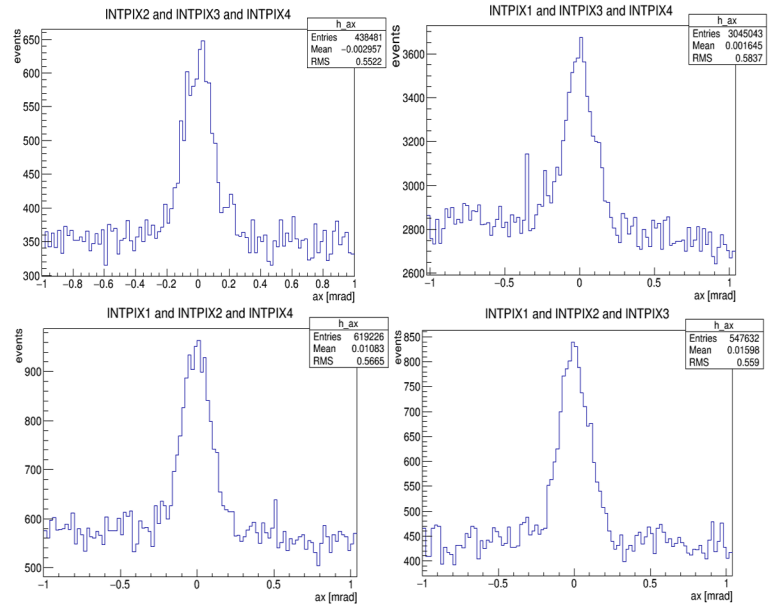 INTPIX2 and INTPIX3 and INTPIX4
h_ax
Entries 438481
Mean −0.002957
RMS 0.5522
events
650
600
550
500
450
400
350
300
−1 −0.8 −0.6 −0.4 −0.2 0 0.2 0.4 0.6 0.8 1
ax [mrad]
INTPIX1 and INTPIX3 and INTPIX4
h_ax
Entries 3045043
Mean 0.001645
RMS 0.5837
events
3600
3400
3200
3000
2800
2600
−1 −0.5 0 0.5 1
ax [mrad]
INTPIX1 and INTPIX2 and INTPIX4
h_ax
Entries 619226
Mean 0.01083
RMS 0.5665
events
900
800
700
600
500
−1 −0.5 0 0.5 1
ax [mrad]
INTPIX1 and INTPIX2 and INTPIX3
h_ax
Entries 547632
Mean 0.01598
RMS 0.559
events
850
800
750
700
650
600
550
500
450
400
−1 −0.5 0 0.5 1
ax [mrad]